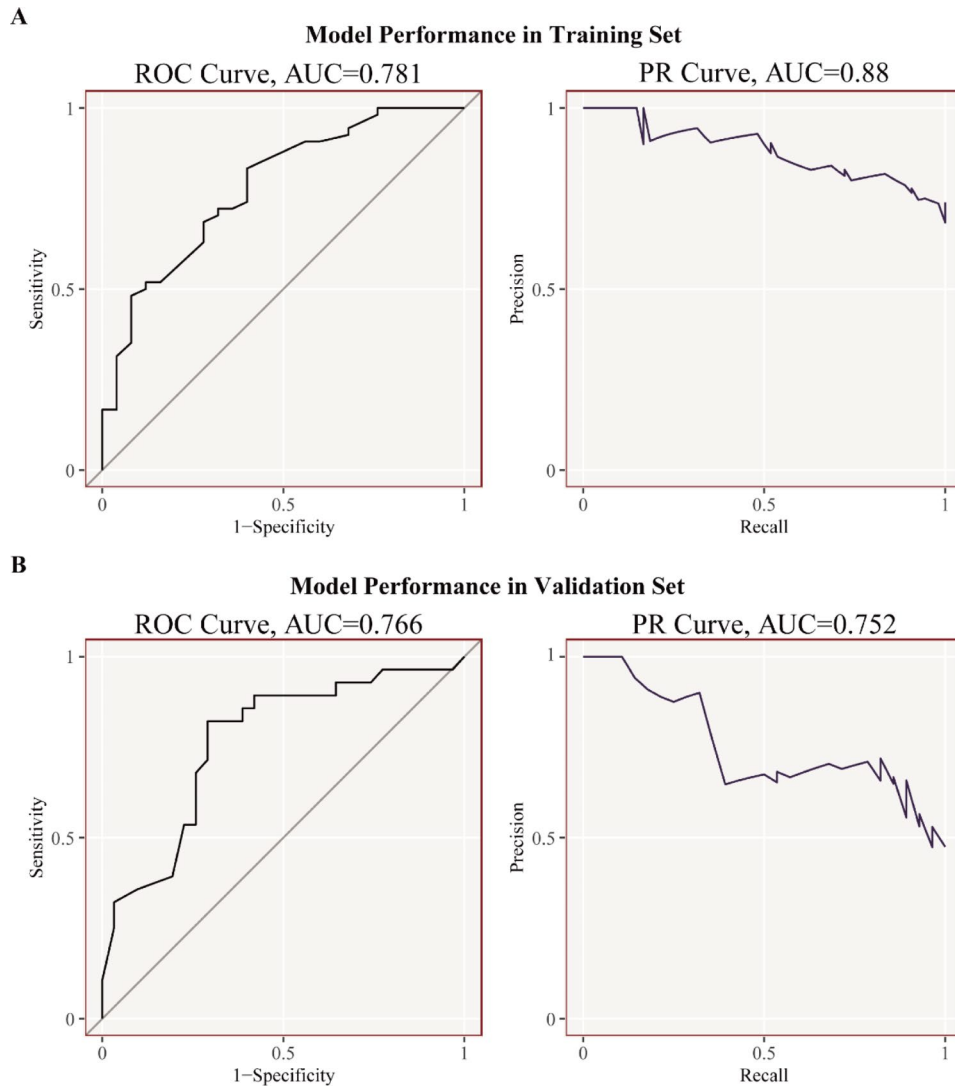 A
Model Performance in Training Set
ROC Curve, AUC=0.781
PR Curve, AUC=0.88
1
0.5
0
Sensitivity
0
0.5
1
1−Specificity
1
0.5
0
Precision
0
0.5
1
Recall
B
Model Performance in Validation Set
ROC Curve, AUC=0.766
PR Curve, AUC=0.752
1
0.5
0
Sensitivity
0
0.5
1
1−Specificity
1
0.5
0
Precision
0
0.5
1
Recall